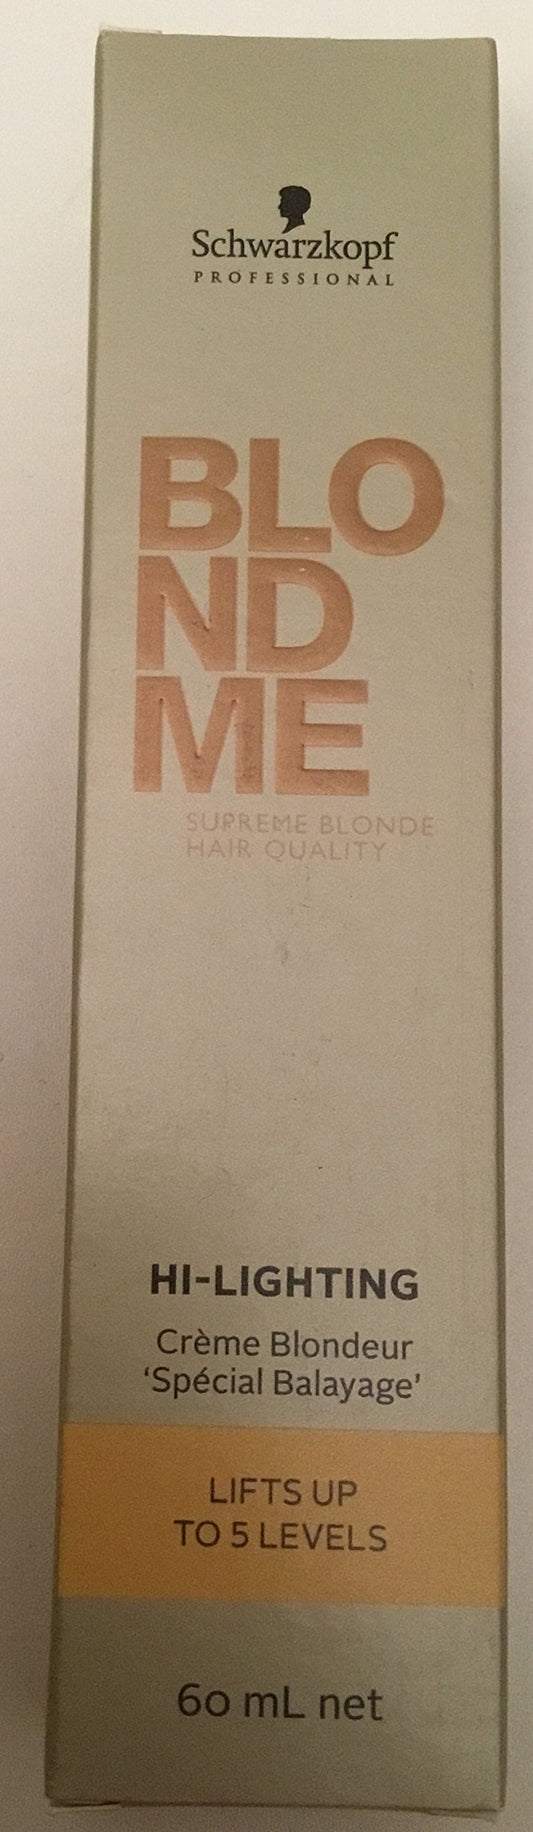 Schwarzkopf
PROFESSIONAL
BLO
ND
ME
SUPREME BLONDE
HAIR QUALITY
HI-LIGHTING
Crème Blondeur
‘Spécial Balayage’
LIFTS UP
TO 5 LEVELS
60 mL net